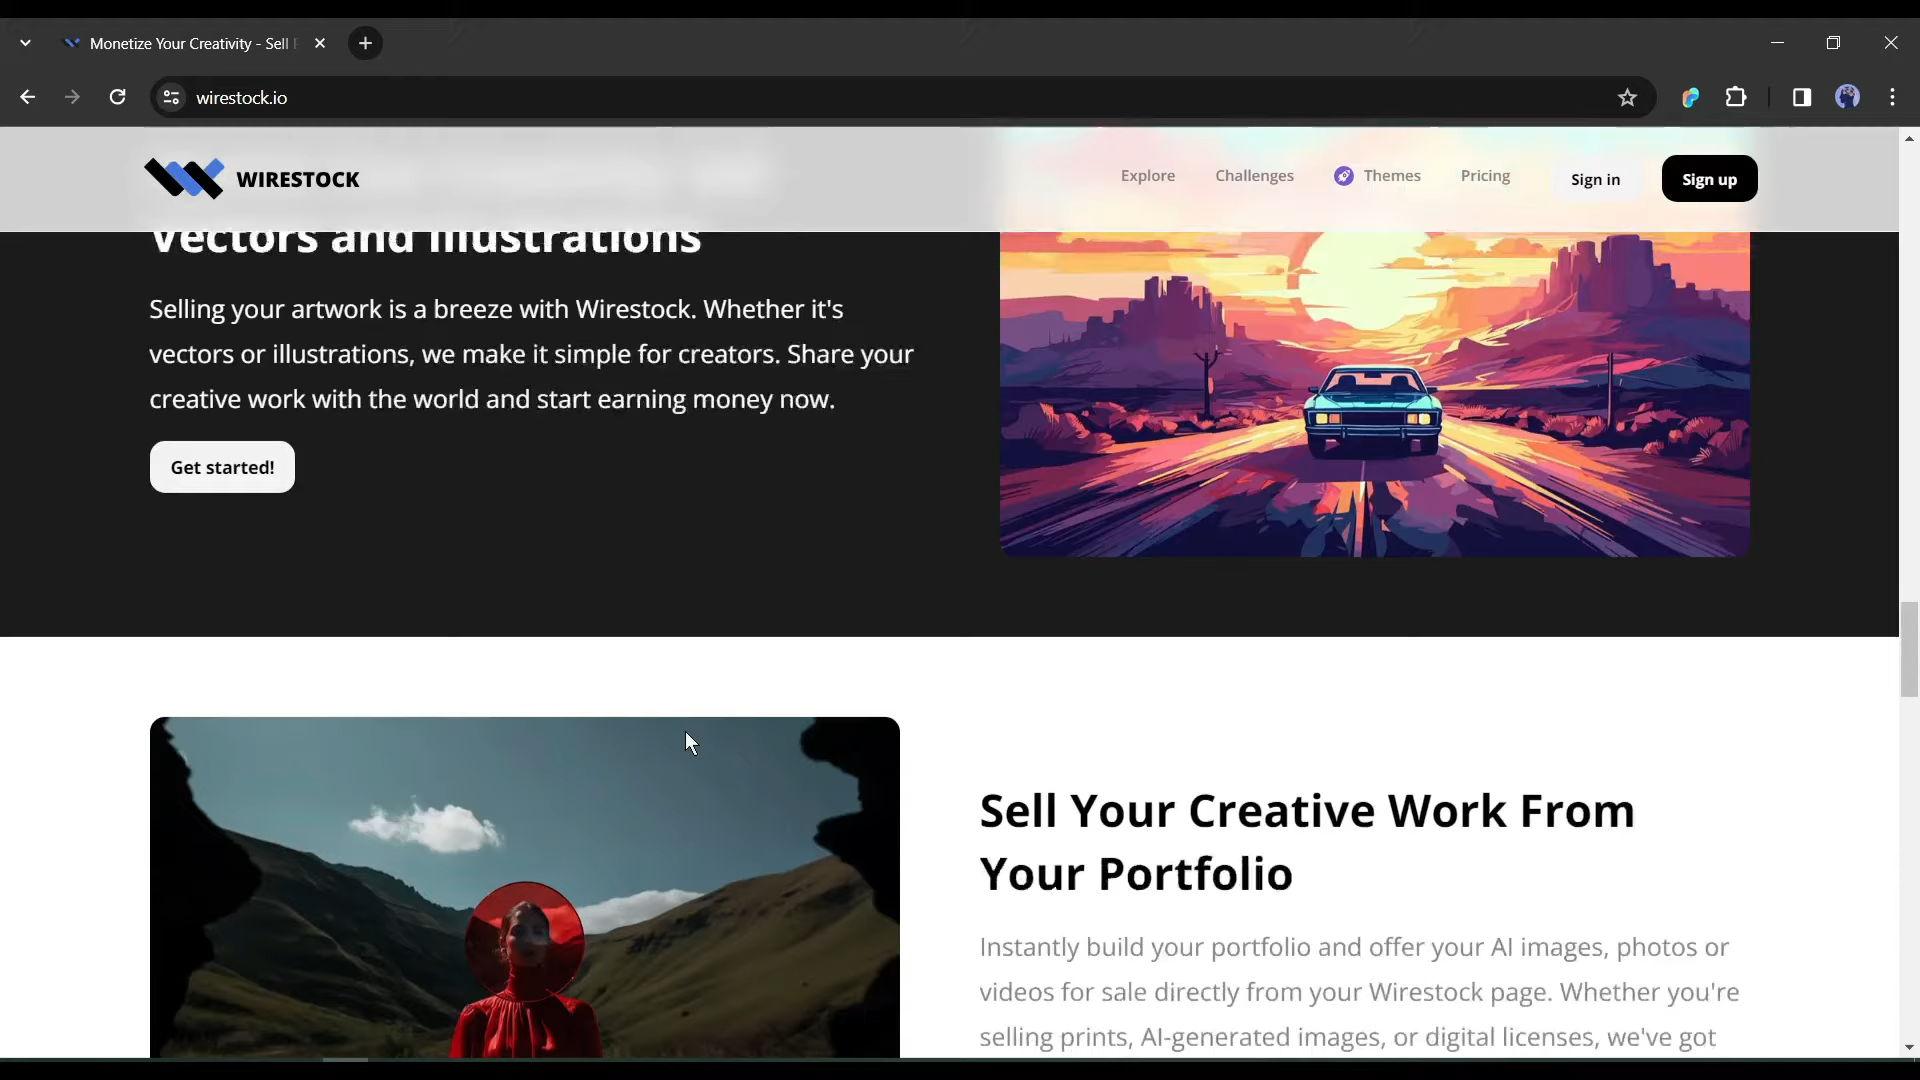 Monetize Your Creativity - Sell
wirestock.io
WIRESTOCK
Explore
Challenges
Themes
Pricing
Sign in
Sign up
Vectors and Illustrations
Selling your artwork is a breeze with Wirestock. Whether it's
vectors or illustrations, we make it simple for creators. Share your
creative work with the world and start earning money now.
Get started!
Sell Your Creative Work From
Your Portfolio
Instantly build your portfolio and offer your AI images, photos or
videos for sale directly from your Wirestock page. Whether you're
selling prints, AI-generated images, or digital licenses, we've got